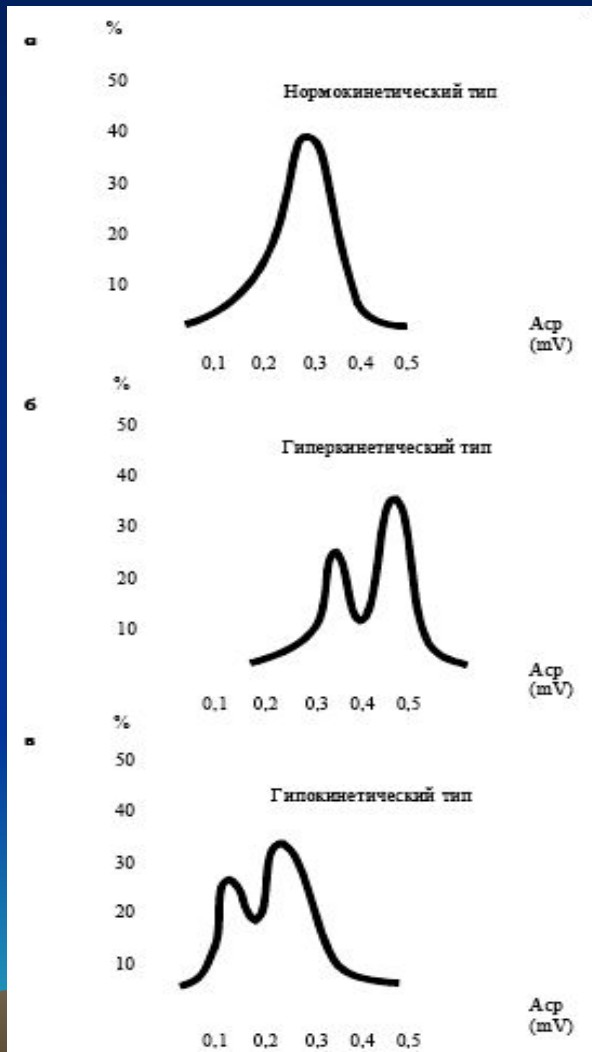 %
а
50
Нормокинетический тип
40
30
20
10
Аср
(mV)
0,1 0,2 0,3 0,4 0,5
%
б
50
Гиперкинетический тип
40
30
20
10
Аср
(mV)
0,1 0,2 0,3 0,4 0,5
%
в
50
Гипокинетический тип
40
30
20
10
Аср
(mV)
0,1 0,2 0,3 0,4 0,5